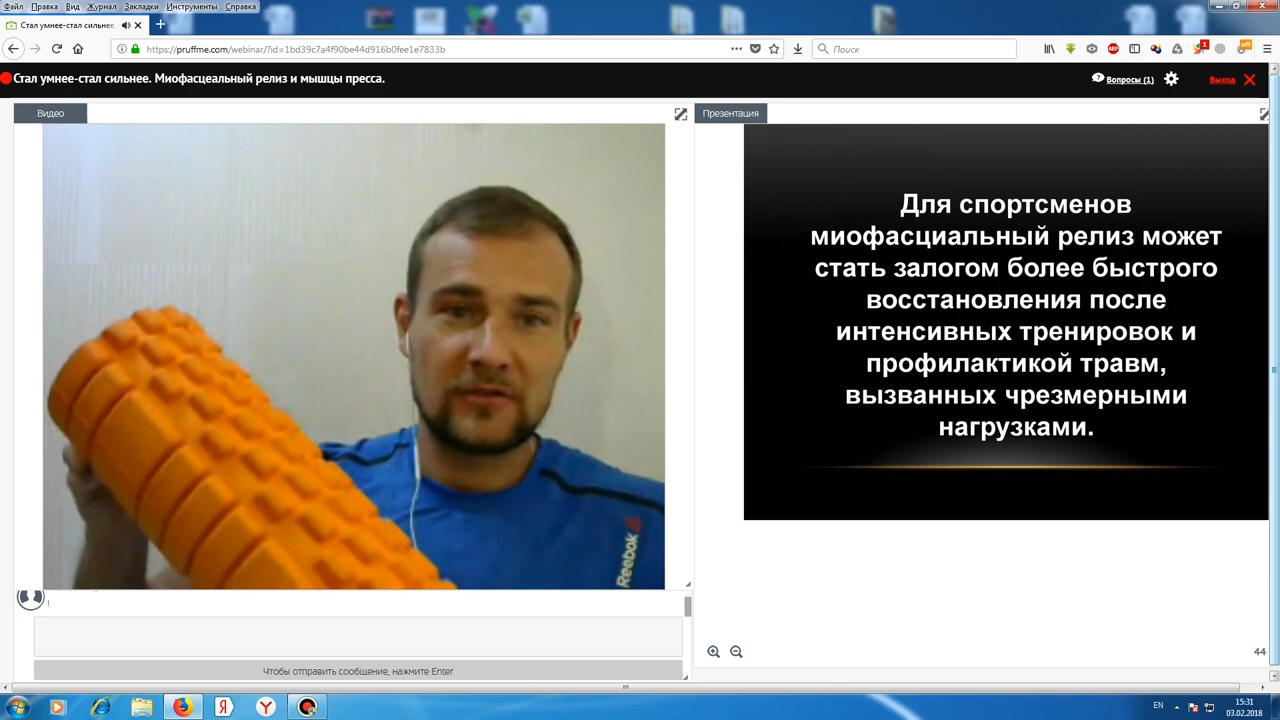 Файл Правка Вид Журнал Закладки Инструменты Справка
Стал умнее-стал сильнее.
https://pruffme.com/webinar/?id=1bd39c7a4f90be44d916b0fee1e7833b
Поиск
ABP
1
off
Стал умнее-стал сильнее. Миофасцеальный релиз и мышцы пресса.
Вопросы (1)
Выход
Видео
Презентация
Для спортсменов
миофасциальный релиз может
стать залогом более быстрого
восстановления после
интенсивных тренировок и
профилактикой травм,
вызванных чрезмерными
нагрузками.
Reebok
!
Чтобы отправить сообщение, нажмите Enter
44
EN
15:31
03.02.2018